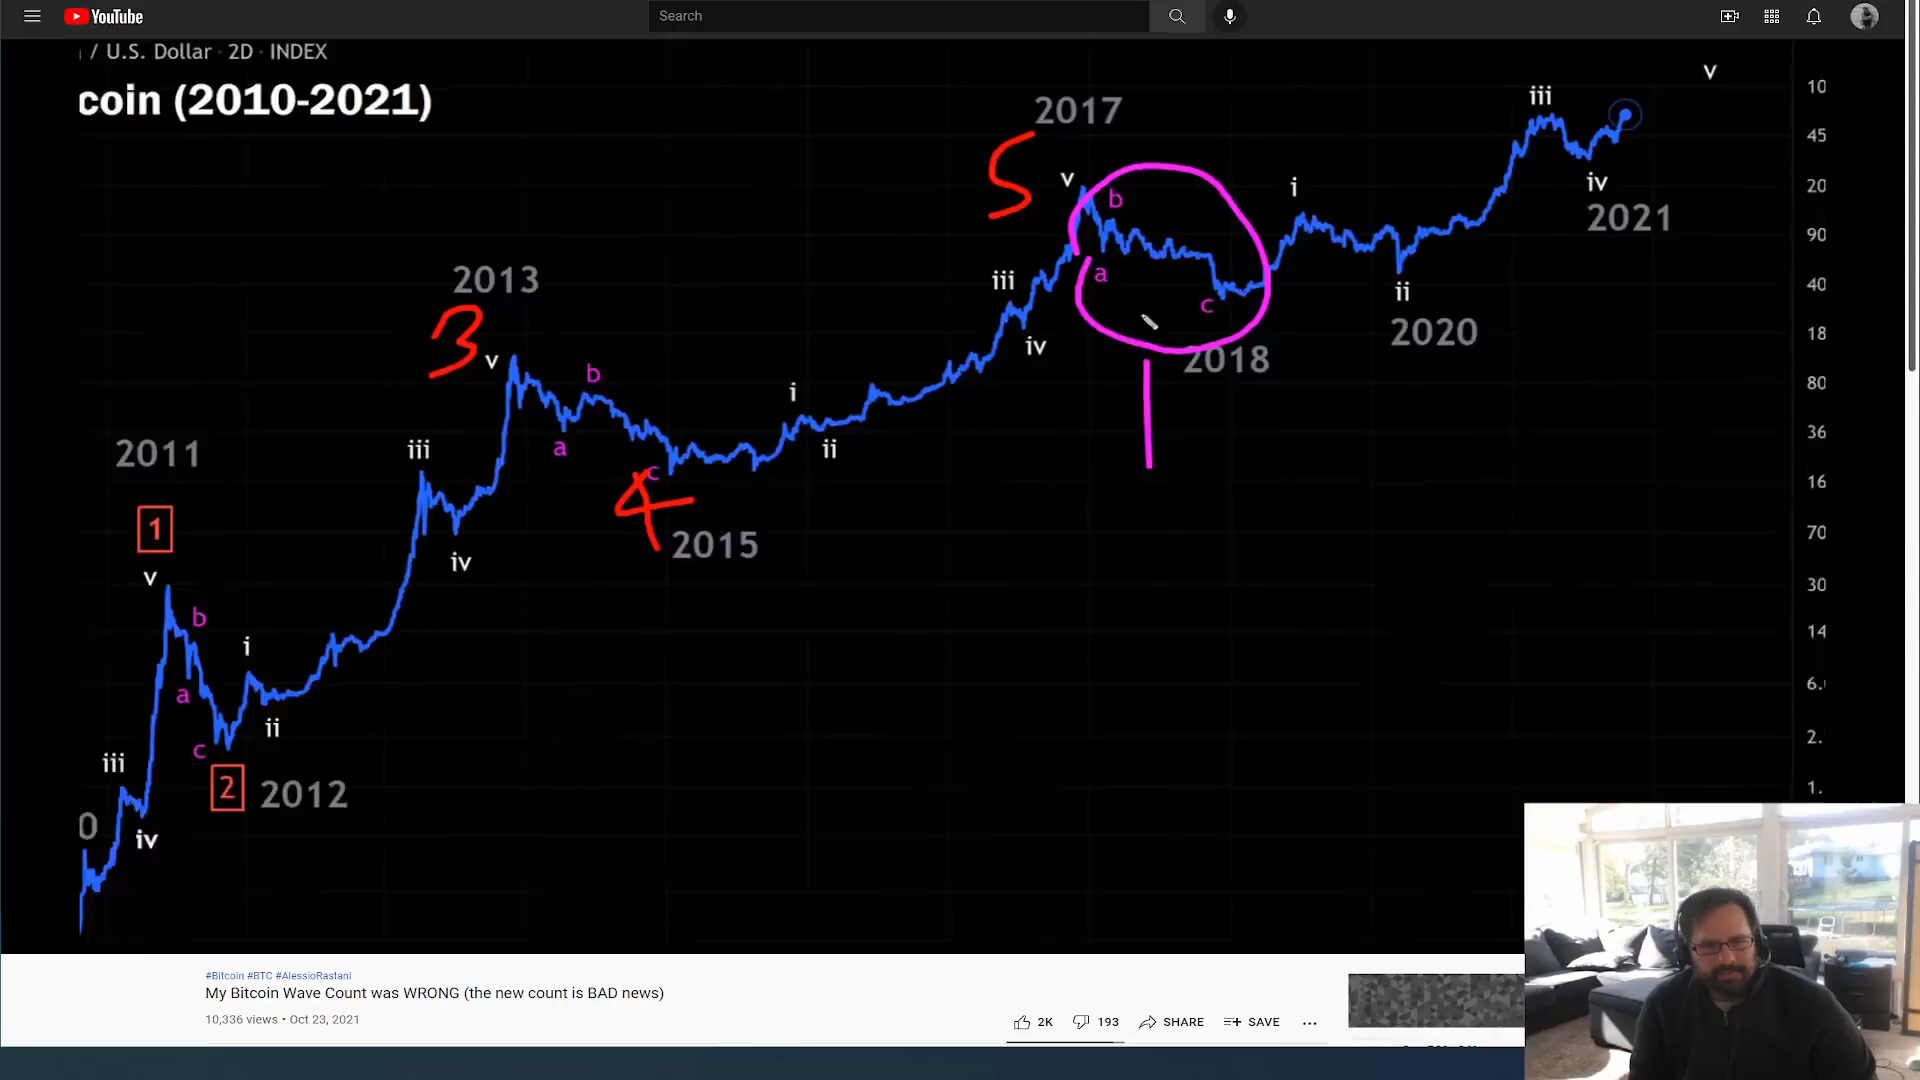 YouTube
Search
/ U.S. Dollar · 2D · INDEX
coin (2010-2021)
v
10
iii
2017
45
5
v
b
i
iv
20
2021
90
a
iii
2013
ii
40
c
3
iv
2020
18
v
2018
b
80
i
36
2011
iii
a
ii
c
16
4
1
2015
70
iv
v
30
b
i
14
a
6.
ii
c
2.
iii
2
2012
1.
0
iv
#Bitcoin #BTC #AlessioRastani
My Bitcoin Wave Count was WRONG (the new count is BAD news)
10,336 views • Oct 23, 2021
2K
193
SHARE
SAVE